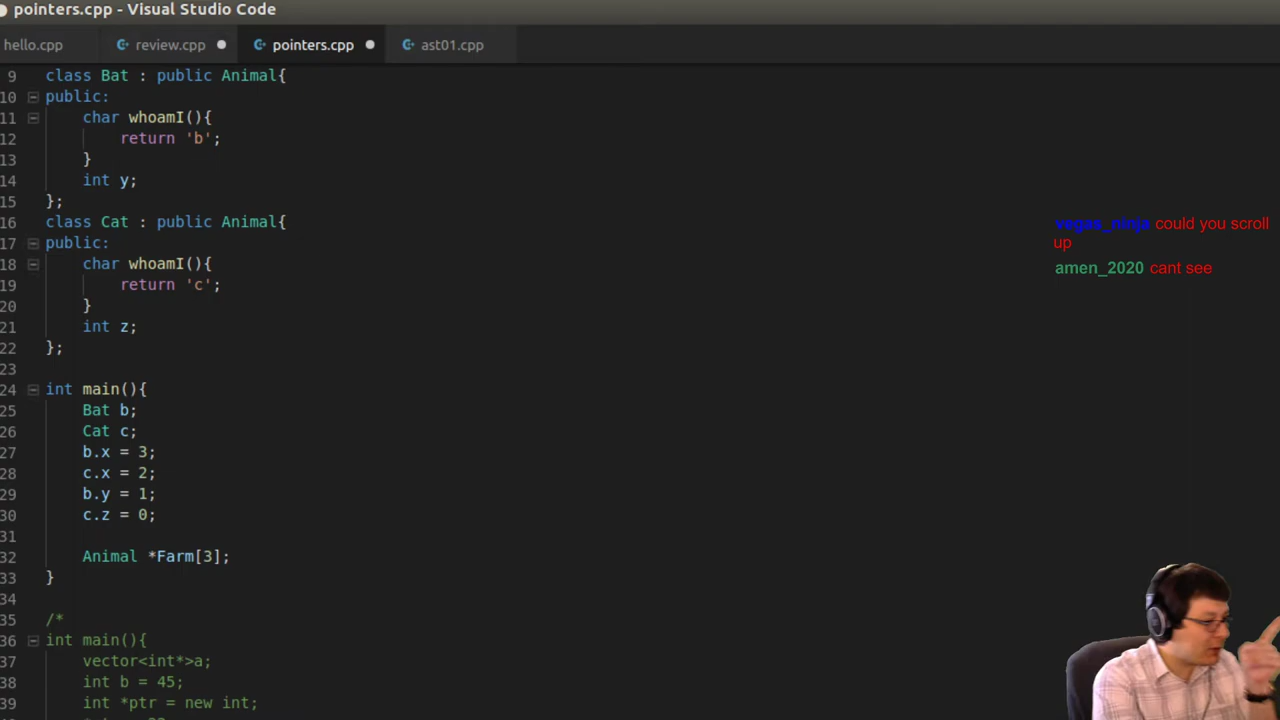 pointers.cpp - Visual Studio Code
hello.cpp review.cpp pointers.cpp ast01.cpp
9 class Bat : public Animal{
10 public:
11 char whoamI(){
12 return 'b';
13 }
14 int y;
15 };
16 class Cat : public Animal{
17 public:
18 char whoamI(){
19 return 'c';
20 }
21 int z;
22 };
23
24 int main(){
25 Bat b;
26 Cat c;
27 b.x = 3;
28 c.x = 2;
29 b.y = 1;
30 c.z = 0;
31
32 Animal *Farm[3];
33 }
34
35 /*
36 int main(){
37 vector<int*>a;
38 int b = 45;
39 int *ptr = new int;
vegas_ninja could you scroll
up
amen_2020 cant see